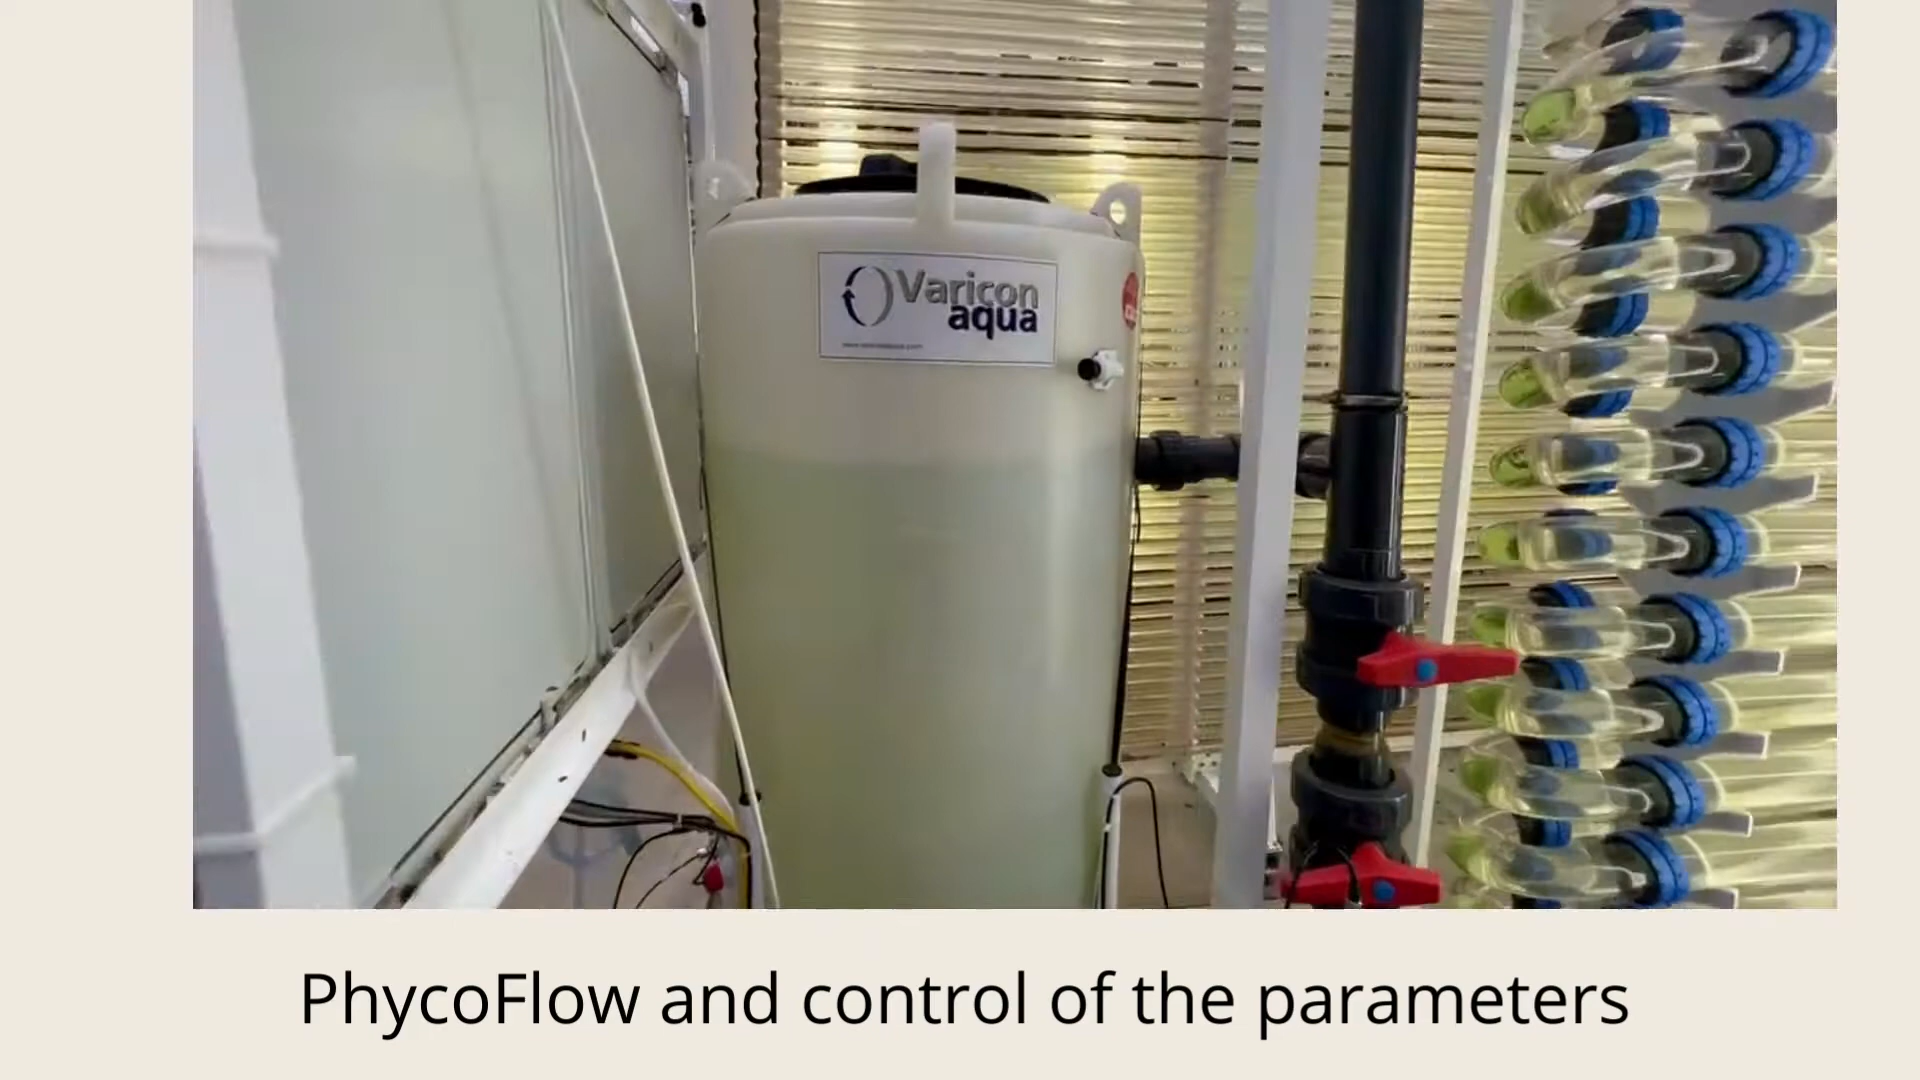 Varicon
aqua
PhycoFlow and control of the parameters